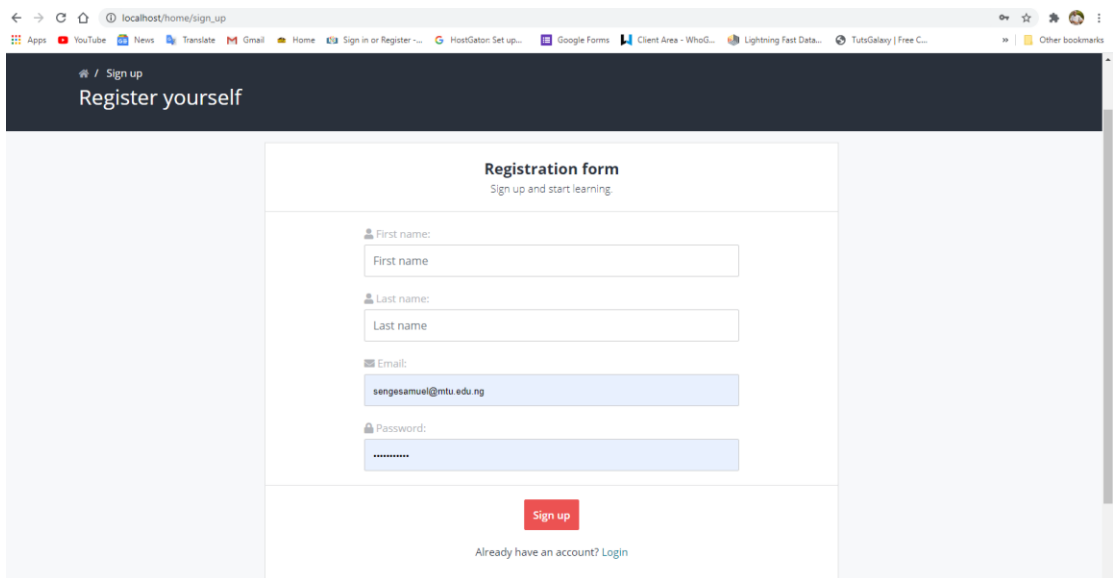 localhost/home/sign_up
Apps YouTube News Translate Gmail Home Sign in or Register -... HostGator: Set up... Google Forms Client Area - WhoG... Lightning Fast Data... TutsGalaxy | Free C... » Other bookmarks
/ Sign up
Register yourself
Registration form
Sign up and start learning.
First name:
First name
Last name:
Last name
Email:
sengesamuel@mtu.edu.ng
Password:
•••••••••••
Sign up
Already have an account? Login